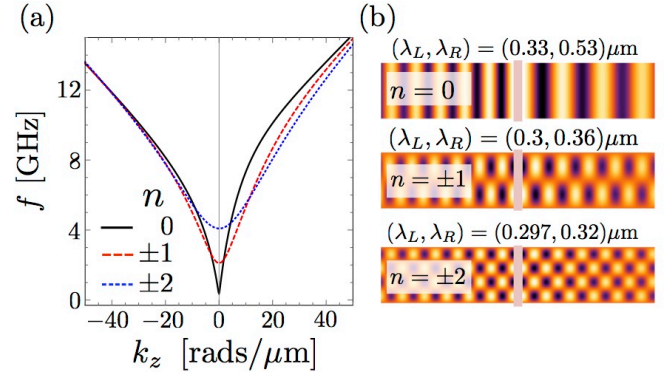 (a)
f [GHz]
12
8
4
0
n
0
±1
±2
−40 −20 0 20 40
k_z [rads/μm]
(b)
(λ_L, λ_R) = (0.33, 0.53)μm
n = 0
(λ_L, λ_R) = (0.3, 0.36)μm
n = ±1
(λ_L, λ_R) = (0.297, 0.32)μm
n = ±2